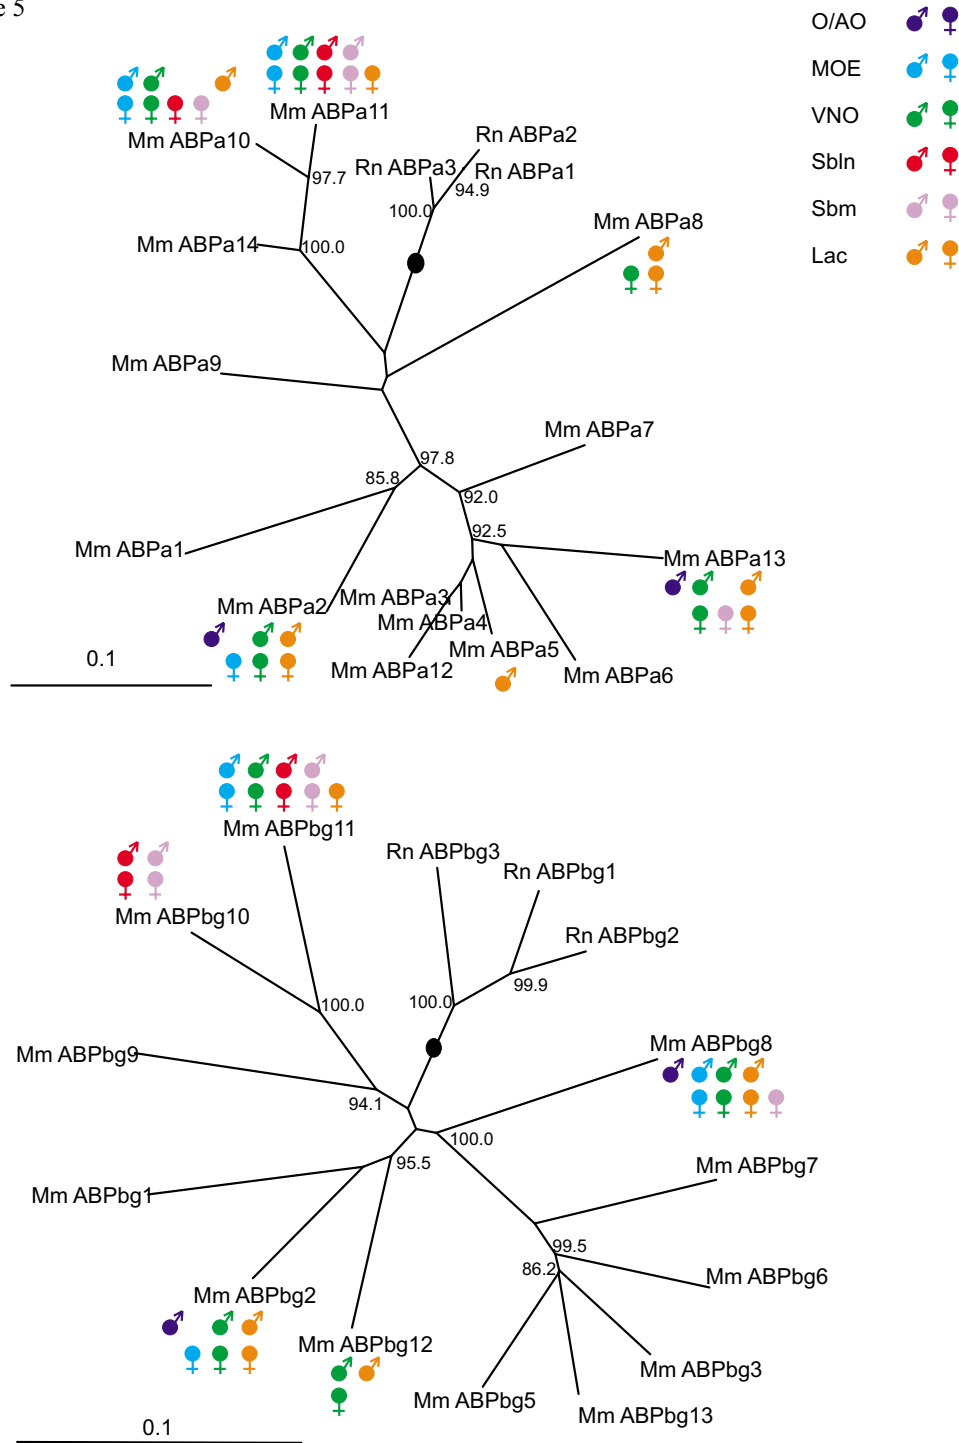 e 5
O/AO
MOE
VNO
Sbln
Sbm
Lac
Mm ABPa11
Mm ABPa10
Rn ABPa2
Rn ABPa3
Rn ABPa1
97.7
94.9
100.0
Mm ABPa8
Mm ABPa14
100.0
Mm ABPa9
Mm ABPa7
97.8
85.8
92.0
92.5
Mm ABPa1
Mm ABPa13
Mm ABPa2
Mm ABPa3
Mm ABPa4
Mm ABPa5
Mm ABPa12
Mm ABPa6
0.1
Mm ABPbg11
Rn ABPbg3
Rn ABPbg1
Mm ABPbg10
Rn ABPbg2
99.9
100.0
100.0
Mm ABPbg9
Mm ABPbg8
94.1
100.0
95.5
Mm ABPbg7
Mm ABPbg1
99.5
86.2
Mm ABPbg6
Mm ABPbg2
Mm ABPbg12
Mm ABPbg3
Mm ABPbg5
Mm ABPbg13
0.1